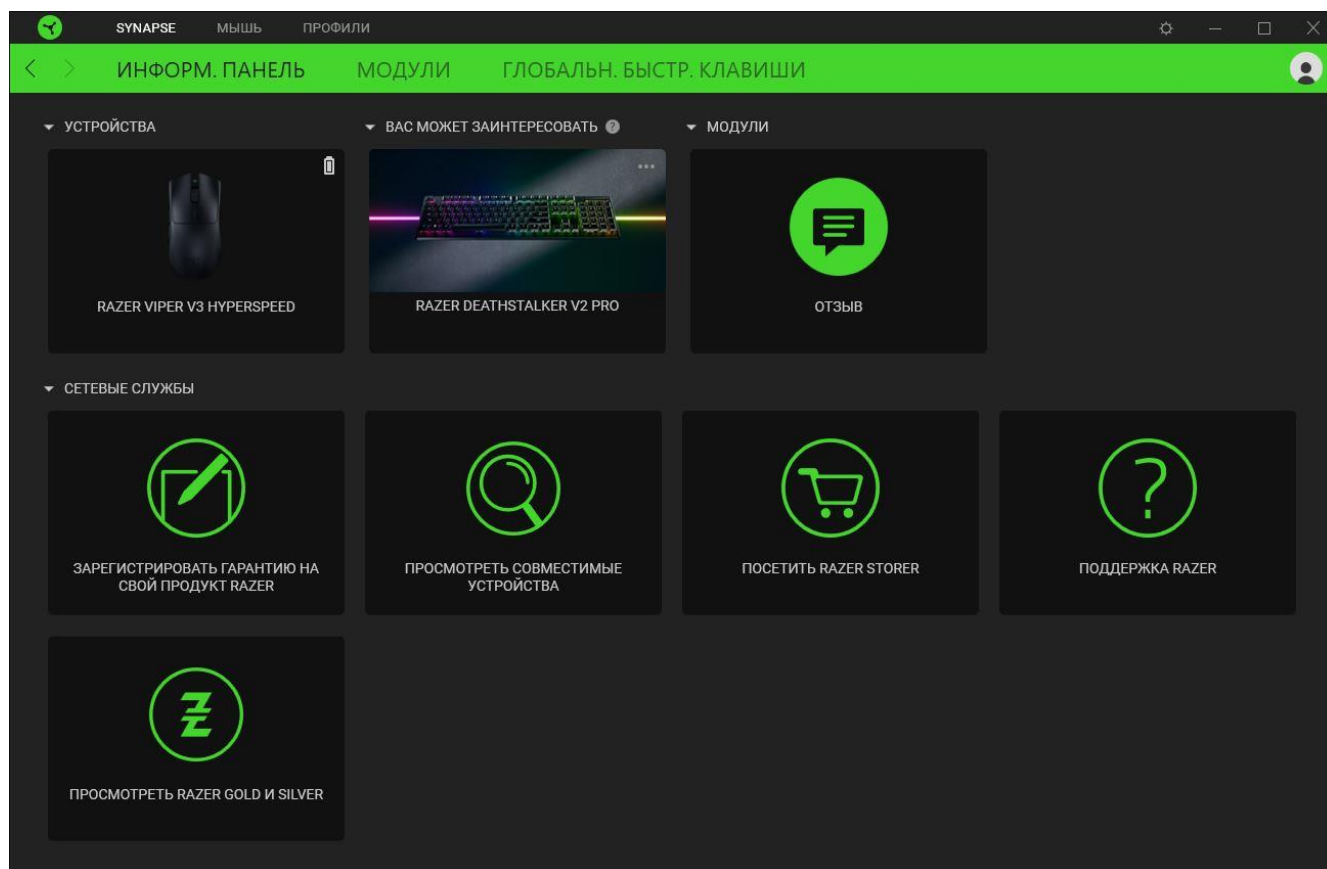 SYNAPSE МЫШЬ ПРОФИЛИ
ИНФОРМ. ПАНЕЛЬ МОДУЛИ ГЛОБАЛЬН. БЫСТР. КЛАВИШИ
УСТРОЙСТВА
ВАС МОЖЕТ ЗАИНТЕРЕСОВАТЬ ?
МОДУЛИ
RAZER VIPER V3 HYPERSPEED
RAZER DEATHSTALKER V2 PRO
ОТЗЫВ
СЕТЕВЫЕ СЛУЖБЫ
ЗАРЕГИСТРИРОВАТЬ ГАРАНТИЮ НА
СВОЙ ПРОДУКТ RAZER
ПРОСМОТРЕТЬ СОВМЕСТИМЫЕ
УСТРОЙСТВА
ПОСЕТИТЬ RAZER STORER
ПОДДЕРЖКА RAZER
ПРОСМОТРЕТЬ RAZER GOLD И SILVER